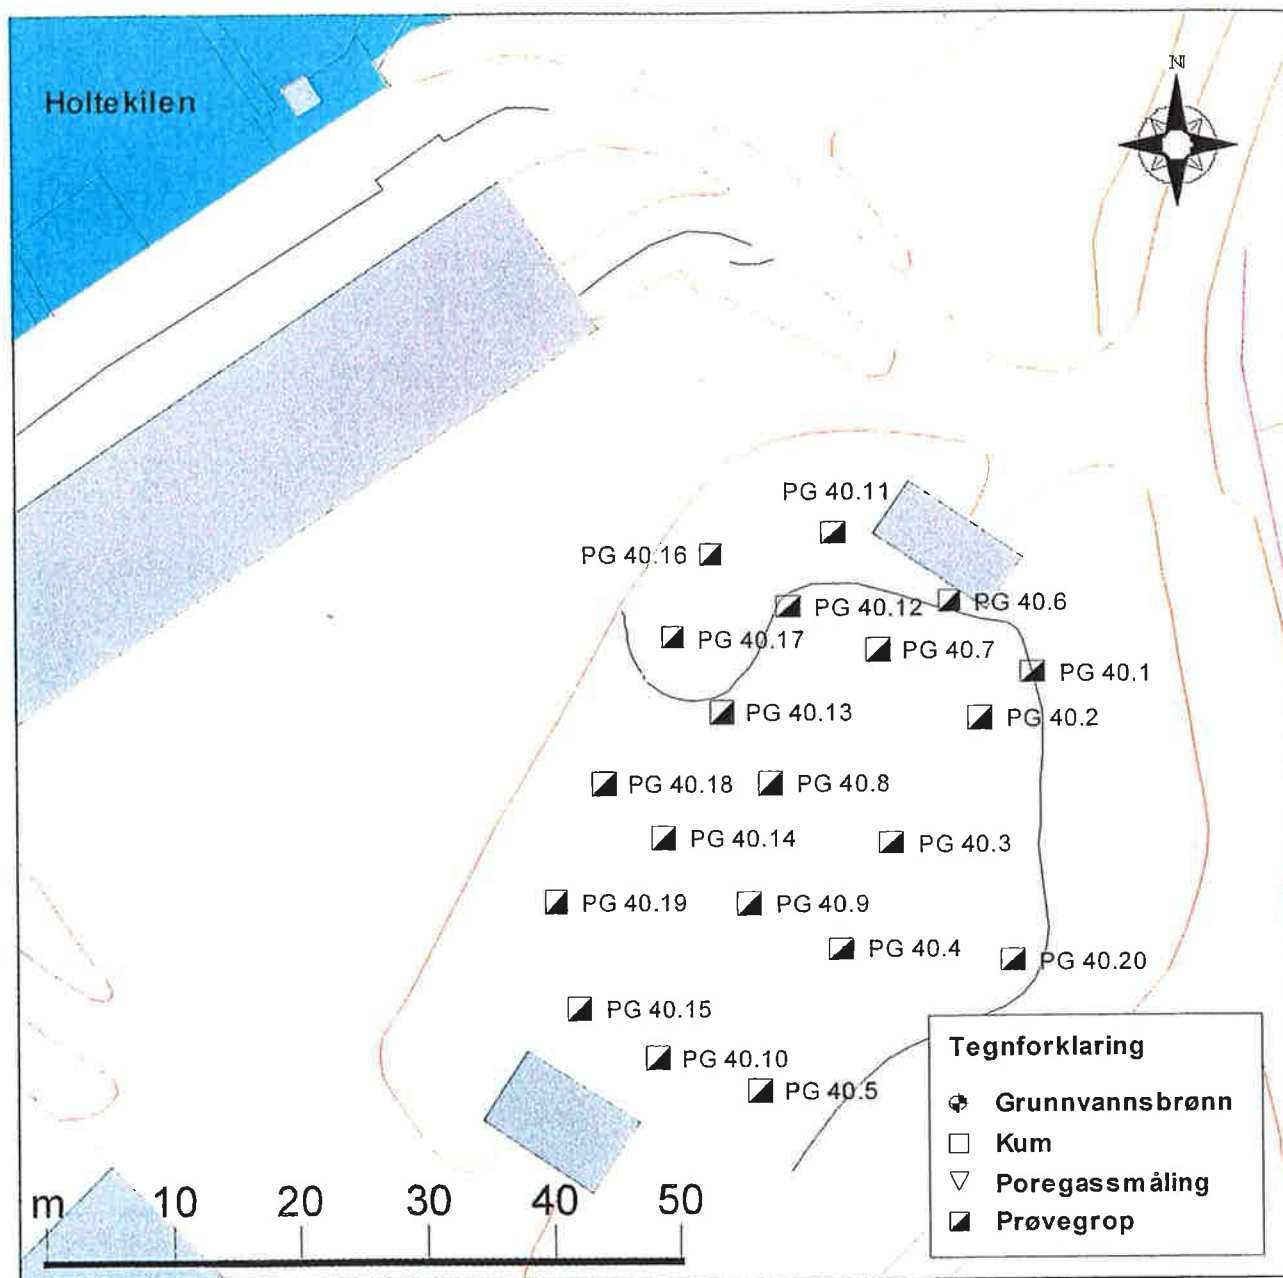 N
Holtekilen
PG 40.11
PG 40.16
PG 40.12
PG 40.6
PG 40.17
PG 40.7
PG 40.1
PG 40.13
PG 40.2
PG 40.18
PG 40.8
PG 40.14
PG 40.3
PG 40.19
PG 40.9
PG 40.4
PG 40.20
PG 40.15
PG 40.10
PG 40.5
Tegnforklaring
Grunnvannsbrønn
Kum
Poregassmåling
Prøvegrop
m 10 20 30 40 50